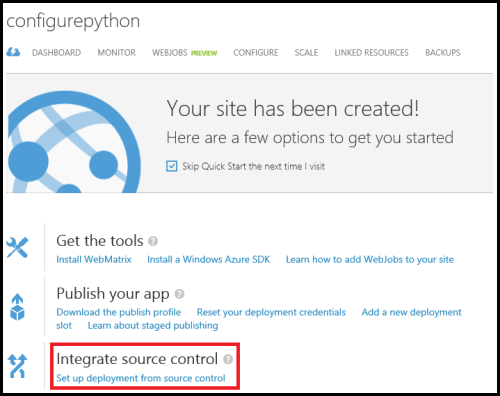 configurepython
DASHBOARD MONITOR WEBJOBS PREVIEW CONFIGURE SCALE LINKED RESOURCES BACKUPS
Your site has been created!
Here are a few options to get you started
Skip Quick Start the next time I visit
Get the tools ?
Install WebMatrix Install a Windows Azure SDK Learn how to add WebJobs to your site
Publish your app ?
Download the publish profile Reset your deployment credentials Add a new deployment
slot Learn about staged publishing
Integrate source control ?
Set up deployment from source control